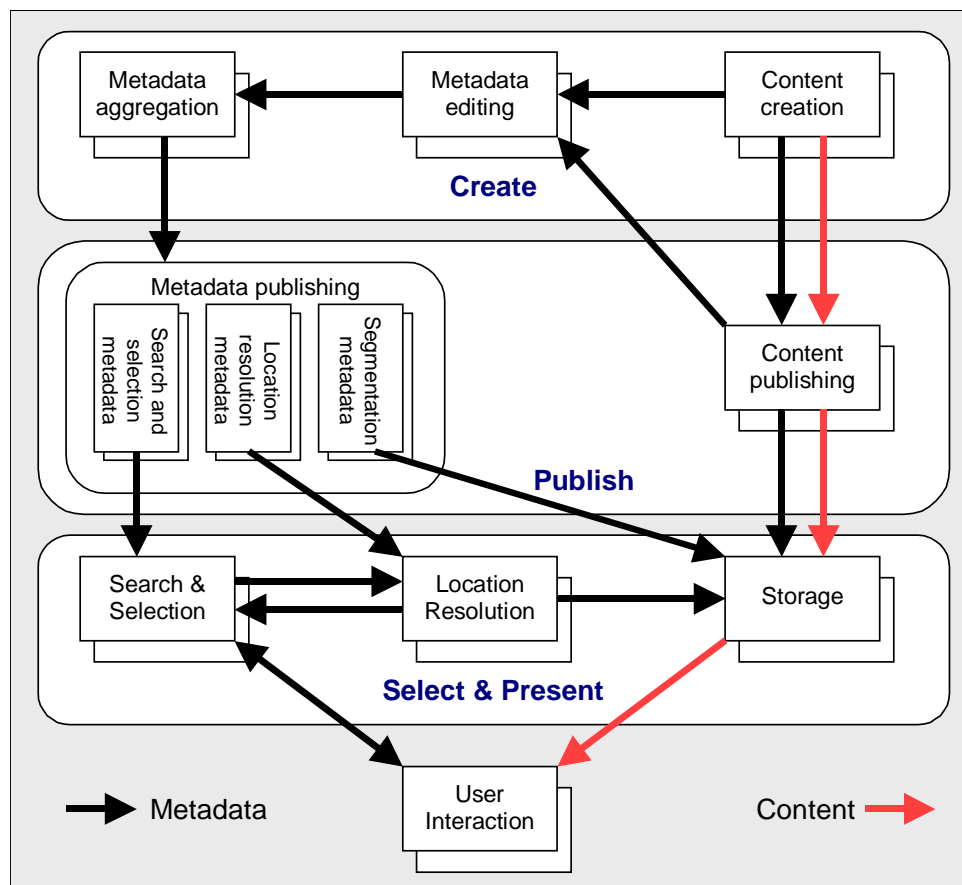 Metadata
aggregation
Metadata
editing
Content
creation
Create
Metadata publishing
Search and
selection
metadata
Location
resolution
metadata
Segmentation
metadata
Content
publishing
Publish
Search &
Selection
Location
Resolution
Storage
Select & Present
User
Interaction
Metadata
Content